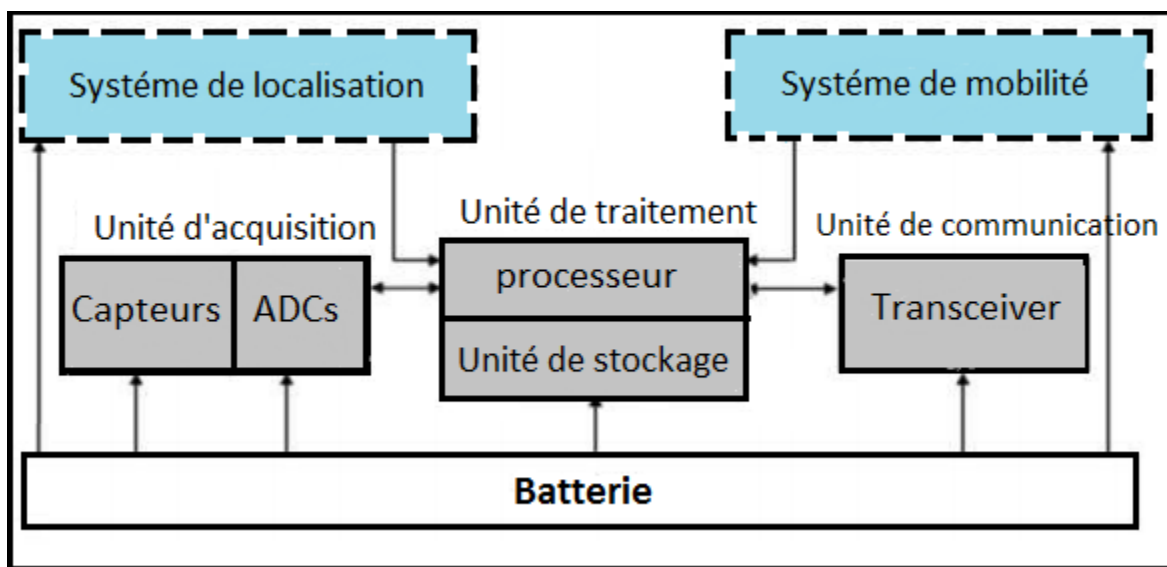 Systéme de localisation
Systéme de mobilité
Unité d'acquisition
Unité de traitement
Unité de communication
Capteurs
ADCs
processeur
Unité de stockage
Transceiver
Batterie